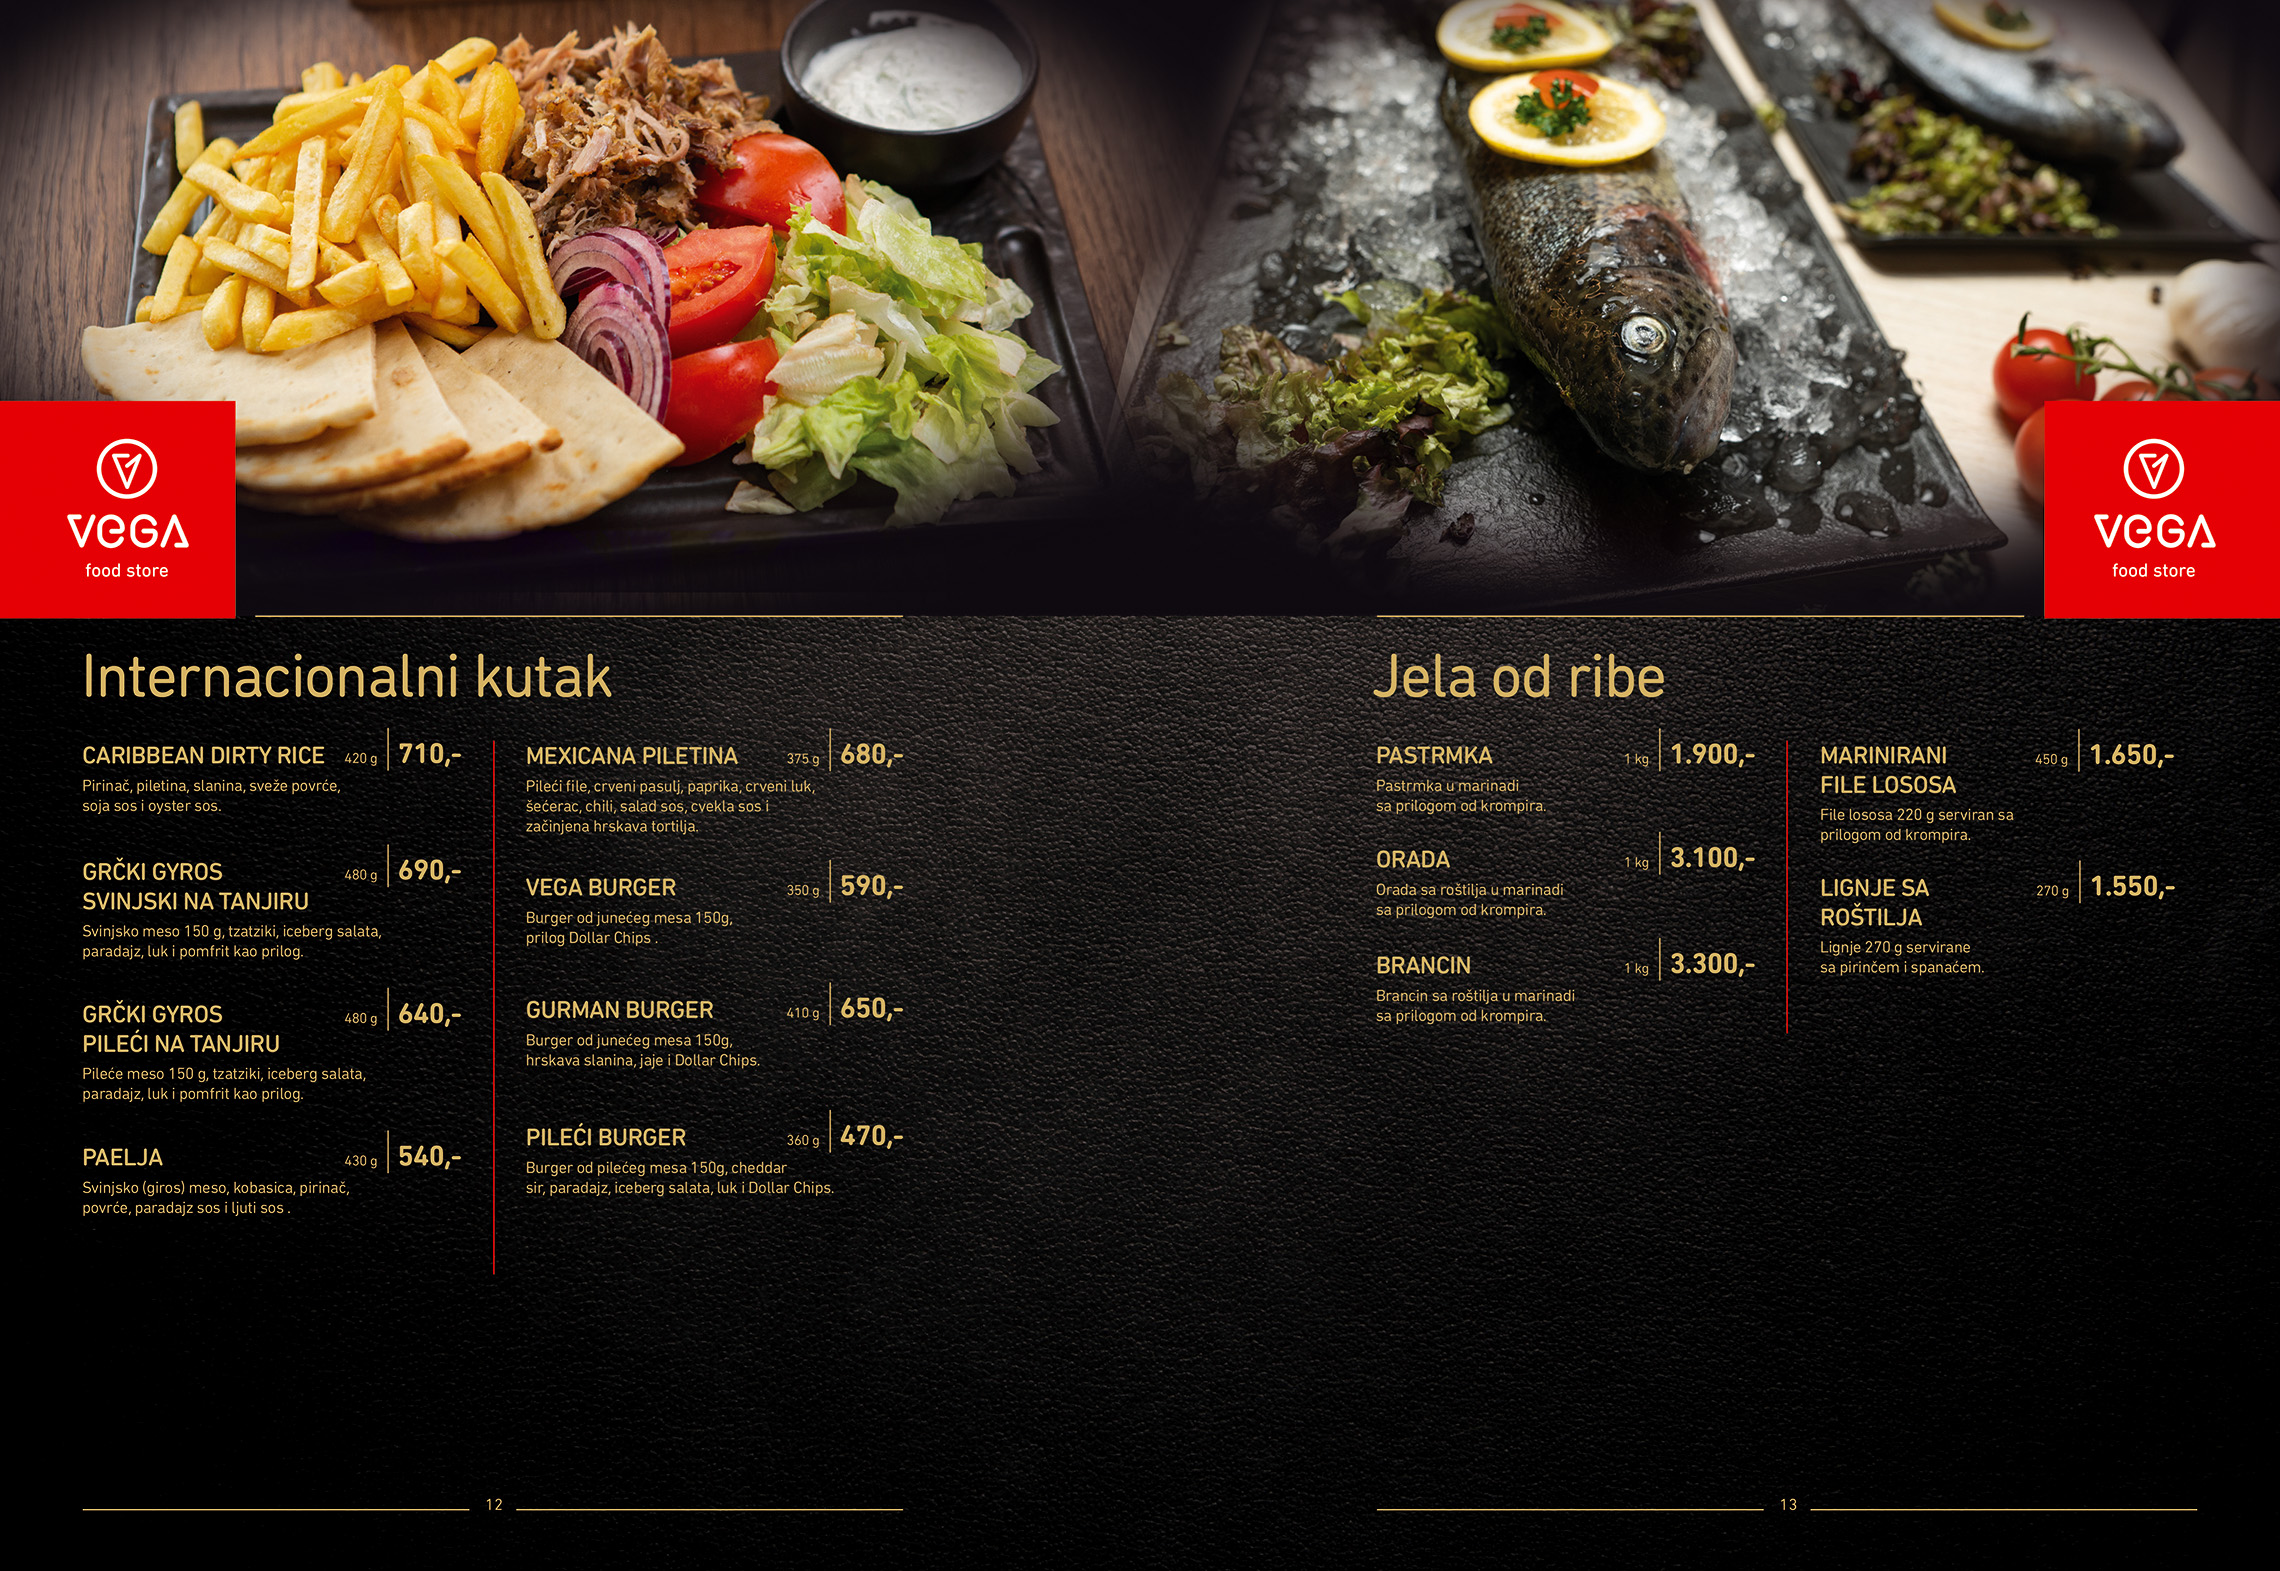 VEGA
food store
VEGA
food store
Internacionalni kutak
CARIBBEAN DIRTY RICE 420 g 710,-
Pirinač, piletina, slanina, sveže povrće,
soja sos i oyster sos.
GRČKI GYROS 480 g 690,-
SVINJSKI NA TANJIRU
Svinjsko meso 150 g, tzatziki, iceberg salata,
paradajz, luk i pomfrit kao prilog.
GRČKI GYROS 480 g 640,-
PILEĆI NA TANJIRU
Pileće meso 150 g, tzatziki, iceberg salata,
paradajz, luk i pomfrit kao prilog.
PAELJA 430 g 540,-
Svinjsko (giros) meso, kobasica, pirinač,
povrće, paradajz sos i ljuti sos .
MEXICANA PILETINA 375 g 680,-
Pileći file, crveni pasulj, paprika, crveni luk,
šećerac, chili, salad sos, cvekla sos i
začinjena hrskava tortilja.
VEGA BURGER 350 g 590,-
Burger od junećeg mesa 150g,
prilog Dollar Chips .
GURMAN BURGER 410 g 650,-
Burger od junećeg mesa 150g,
hrskava slanina, jaje i Dollar Chips.
PILEĆI BURGER 360 g 470,-
Burger od pilećeg mesa 150g, cheddar
sir, paradajz, iceberg salata, luk i Dollar Chips.
12
Jela od ribe
PASTRMKA 1 kg 1.900,-
Pastrmka u marinadi
sa prilogom od krompira.
ORADA 1 kg 3.100,-
Orada sa roštilja u marinadi
sa prilogom od krompira.
BRANCIN 1 kg 3.300,-
Brancin sa roštilja u marinadi
sa prilogom od krompira.
MARINIRANI 450 g 1.650,-
FILE LOSOSA
File lososa 220 g serviran sa
prilogom od krompira.
LIGNJE SA 270 g 1.550,-
ROŠTILJA
Lignje 270 g servirane
sa pirinčem i spanaćem.
13